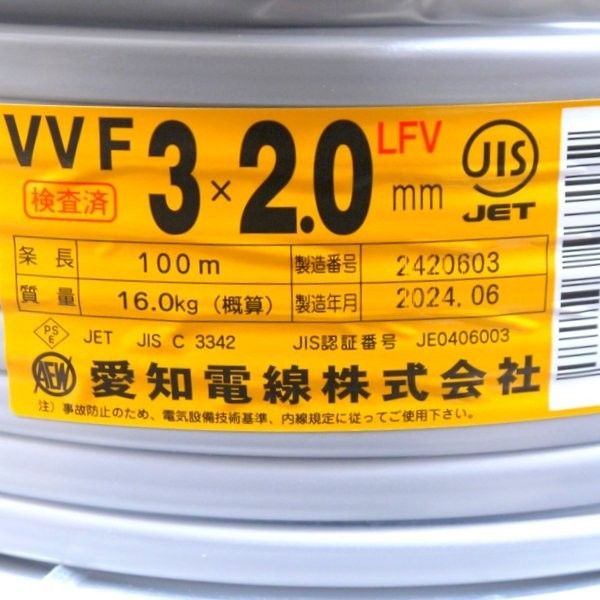 VVF 3×2.0 mm LFV
検査済
JIS
JET
条長 100m 製造番号 2420603
質量 16.0kg（概算） 製造年月 2024.06
PSE JET JIS C 3342 JIS認証番号 JE0406003
AEW 愛知電線株式会社
注）事故防止のため、電気設備技術基準、内線規定に従ってご使用下さい。